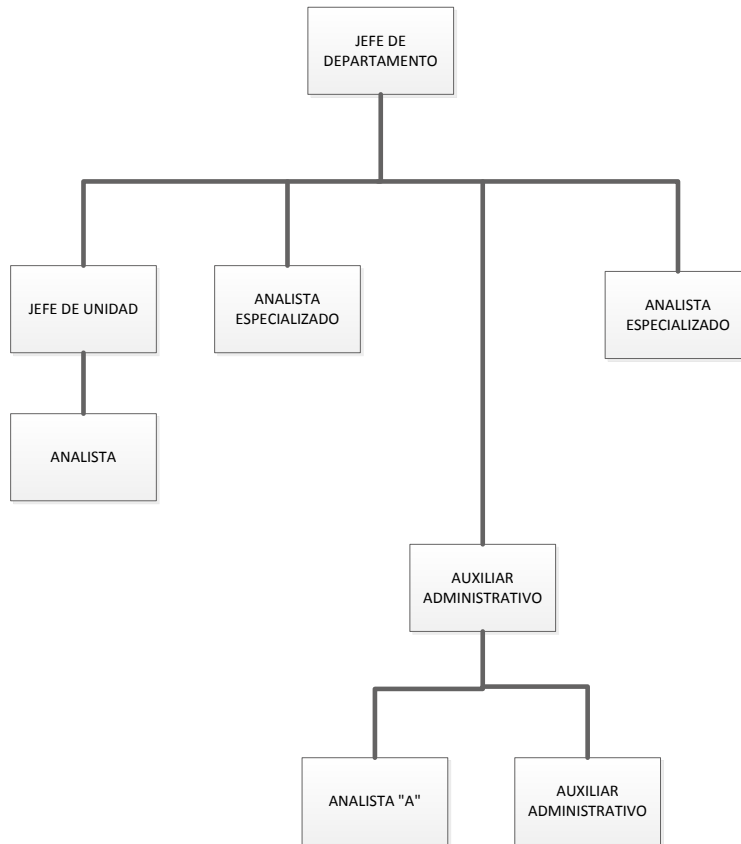 JEFE DE
DEPARTAMENTO
JEFE DE UNIDAD
ANALISTA
ESPECIALIZADO
ANALISTA
ESPECIALIZADO
ANALISTA
AUXILIAR
ADMINISTRATIVO
ANALISTA "A"
AUXILIAR
ADMINISTRATIVO